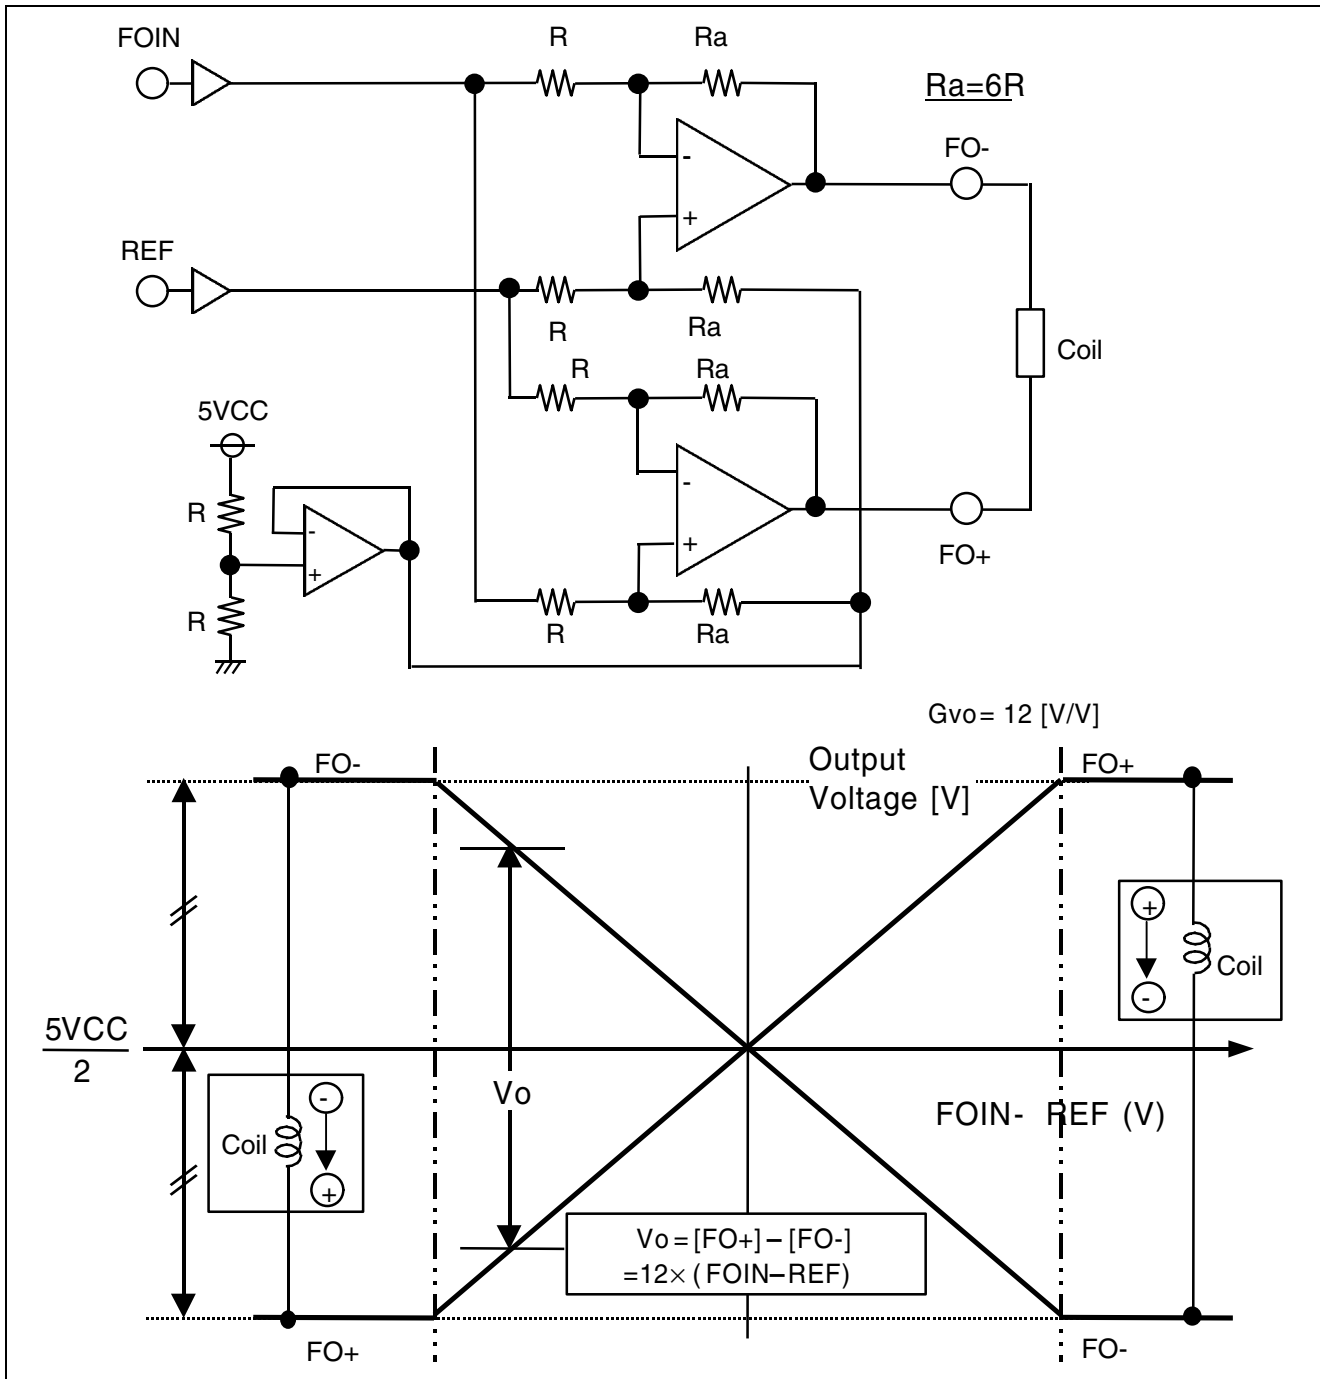 FOIN
R
Ra
Ra=6R
-
+
FO-
REF
R
Ra
Coil
R
Ra
5VCC
R
-
+
R
-
+
FO+
R
Ra
Gvo= 12 [V/V]
FO-
Output
Voltage [V]
FO+
+
-
Coil
5VCC
2
Vo
FOIN- REF (V)
Coil
-
+
Vo=[FO+]−[FO-]
=12×(FOIN−REF)
FO+
FO-